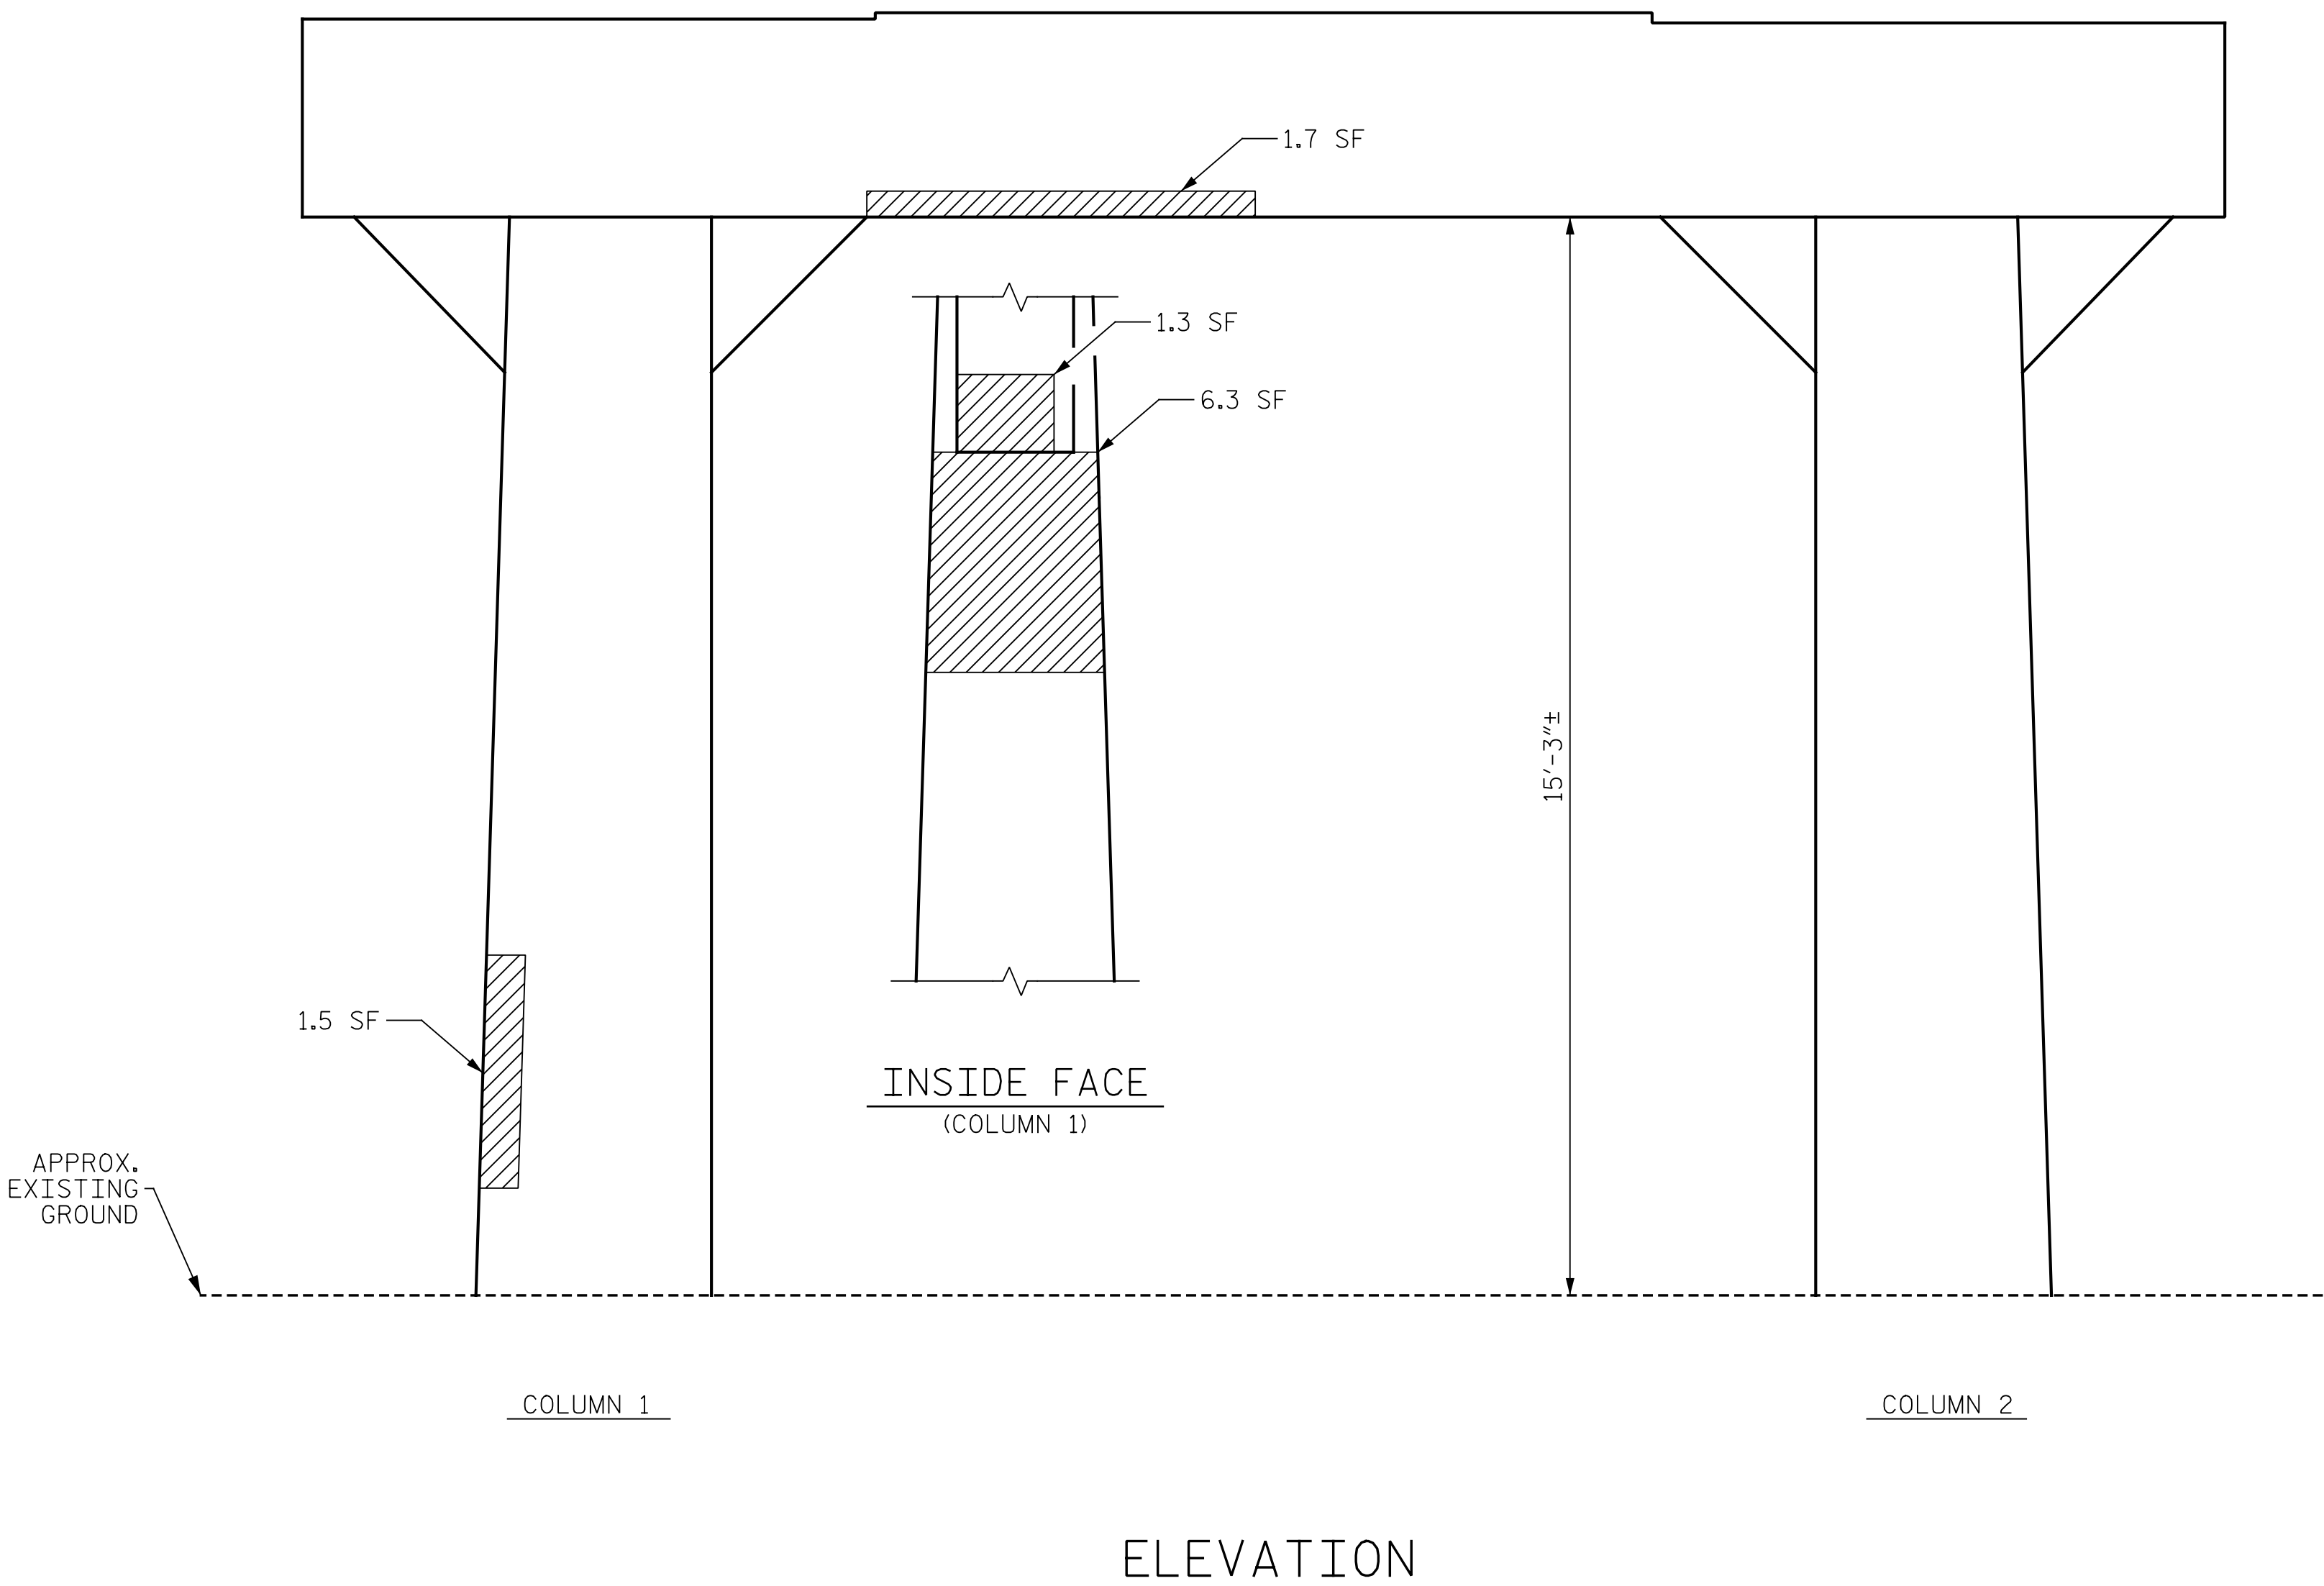 1.7 SF
1.3 SF
6.3 SF
15'-3"±
1.5 SF
INSIDE FACE
(COLUMN 1)
APPROX.
EXISTING
GROUND
COLUMN 1
COLUMN 2
ELEVATION